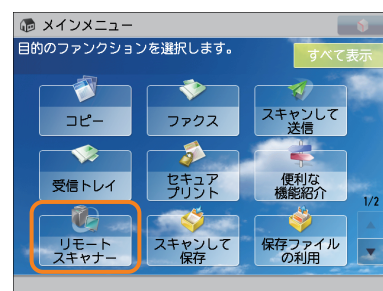 メインメニュー
目的のファンクションを選択します。
すべて表示
コピー
ファクス
スキャンして
送信
受信トレイ
セキュア
プリント
便利な
機能紹介
1/2
リモート
スキャナー
スキャンして
保存
保存ファイル
の利用